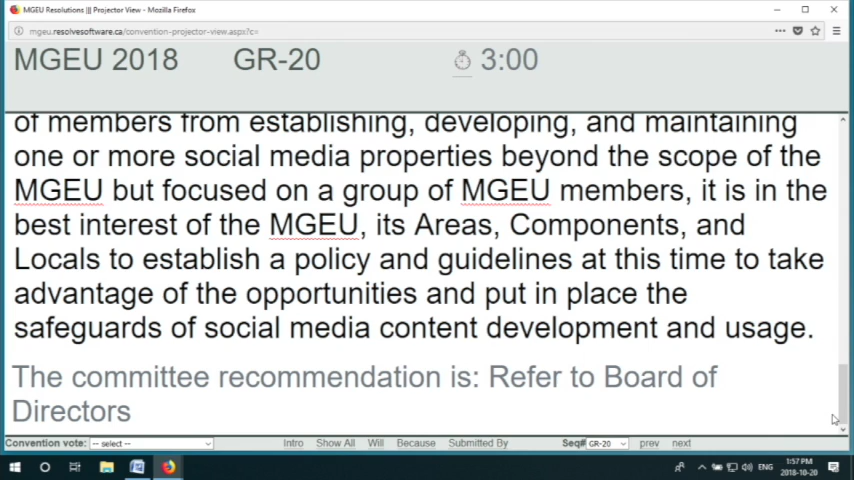 MGEU Resolutions ||| Projector View - Mozilla Firefox
mgeu.resolvesoftware.ca/convention-projector-view.aspx?c=
MGEU 2018 GR-20 3:00
of members from establishing, developing, and maintaining
one or more social media properties beyond the scope of the
MGEU but focused on a group of MGEU members, it is in the
best interest of the MGEU, its Areas, Components, and
Locals to establish a policy and guidelines at this time to take
advantage of the opportunities and put in place the
safeguards of social media content development and usage.
The committee recommendation is: Refer to Board of
Directors
Convention vote: -- select -- Intro Show All Will Because Submitted By Seq# GR-20 prev next
ENG 1:57 PM
2018-10-20